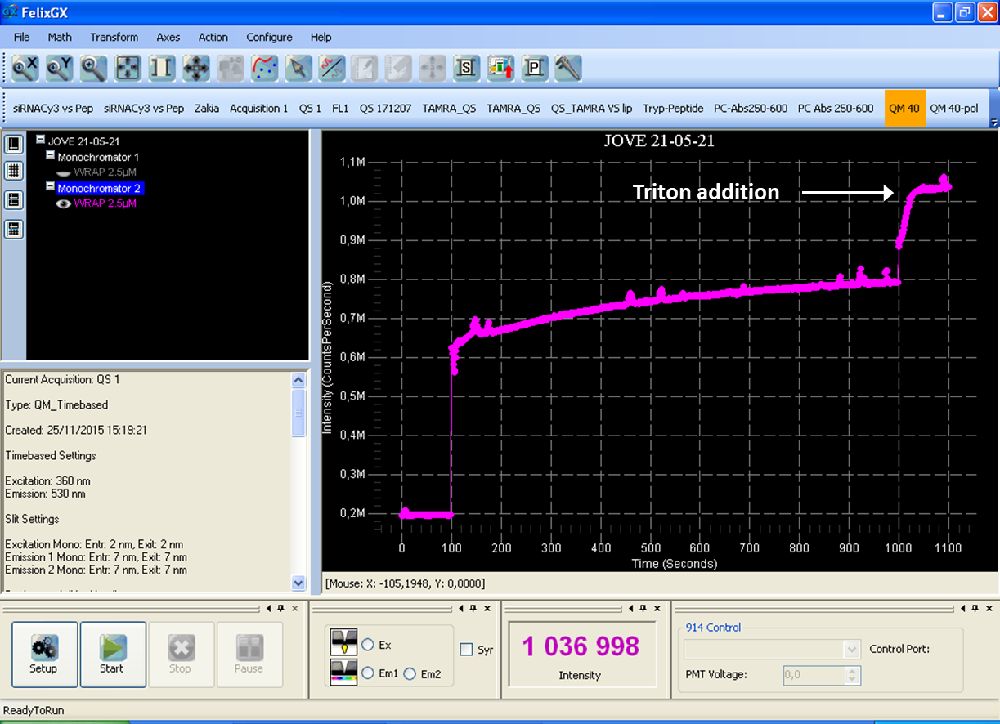 FelixGX
File Math Transform Axes Action Configure Help
siRNACy3 vs Pep siRNACy3 vs Pep Zakia Acquisition 1 QS 1 FL1 QS 171207 TAMRA_QS TAMRA_QS QS_TAMRA VS lip Tryp-Peptide PC-Abs250-600 PC Abs 250-600 QM 40 QM 40-pol
JOVE 21-05-21
Monochromator 1
WRAP 2.5µM
Monochromator 2
WRAP 2.5µM
Current Acquisition: QS 1
Type: QM_Timebased
Created: 25/11/2015 15:19:21
Timebased Settings
Excitation: 360 nm
Emission: 530 nm
Slit Settings
Excitation Mono: Entr: 2 nm, Exit: 2 nm
Emission 1 Mono: Entr: 7 nm, Exit: 7 nm
Emission 2 Mono: Entr: 7 nm, Exit: 7 nm
JOVE 21-05-21
Triton addition
Intensity (CountsPerSecond)
1,1M
1,0M
0,9M
0,8M
0,7M
0,6M
0,5M
0,4M
0,3M
0,2M
0 100 200 300 400 500 600 700 800 900 1000 1100
Time (Seconds)
[Mouse: X: -105,1948, Y: 0,0000]
Setup Start Stop Pause
Ex
Em1 Em2
Syr
1 036 998
Intensity
914 Control
Control Port:
PMT Voltage: 0,0
ReadyToRun